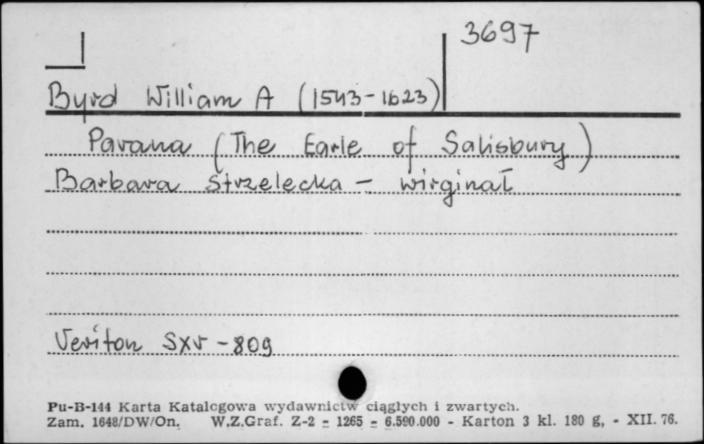 3697
Byrd William A (1543-1623)
Pavana (The Earle of Salisbury)
Barbara Strzelecka - wirginał
Veriton SXV - 809
Pu-B-144 Karta Katalogowa wydawnictw ciągłych i zwartych.
Zam. 1648/DW/On. W.Z.Graf. Z-2 = 1265 = 6.590.000 - Karton 3 kl. 180 g, - XII. 76.